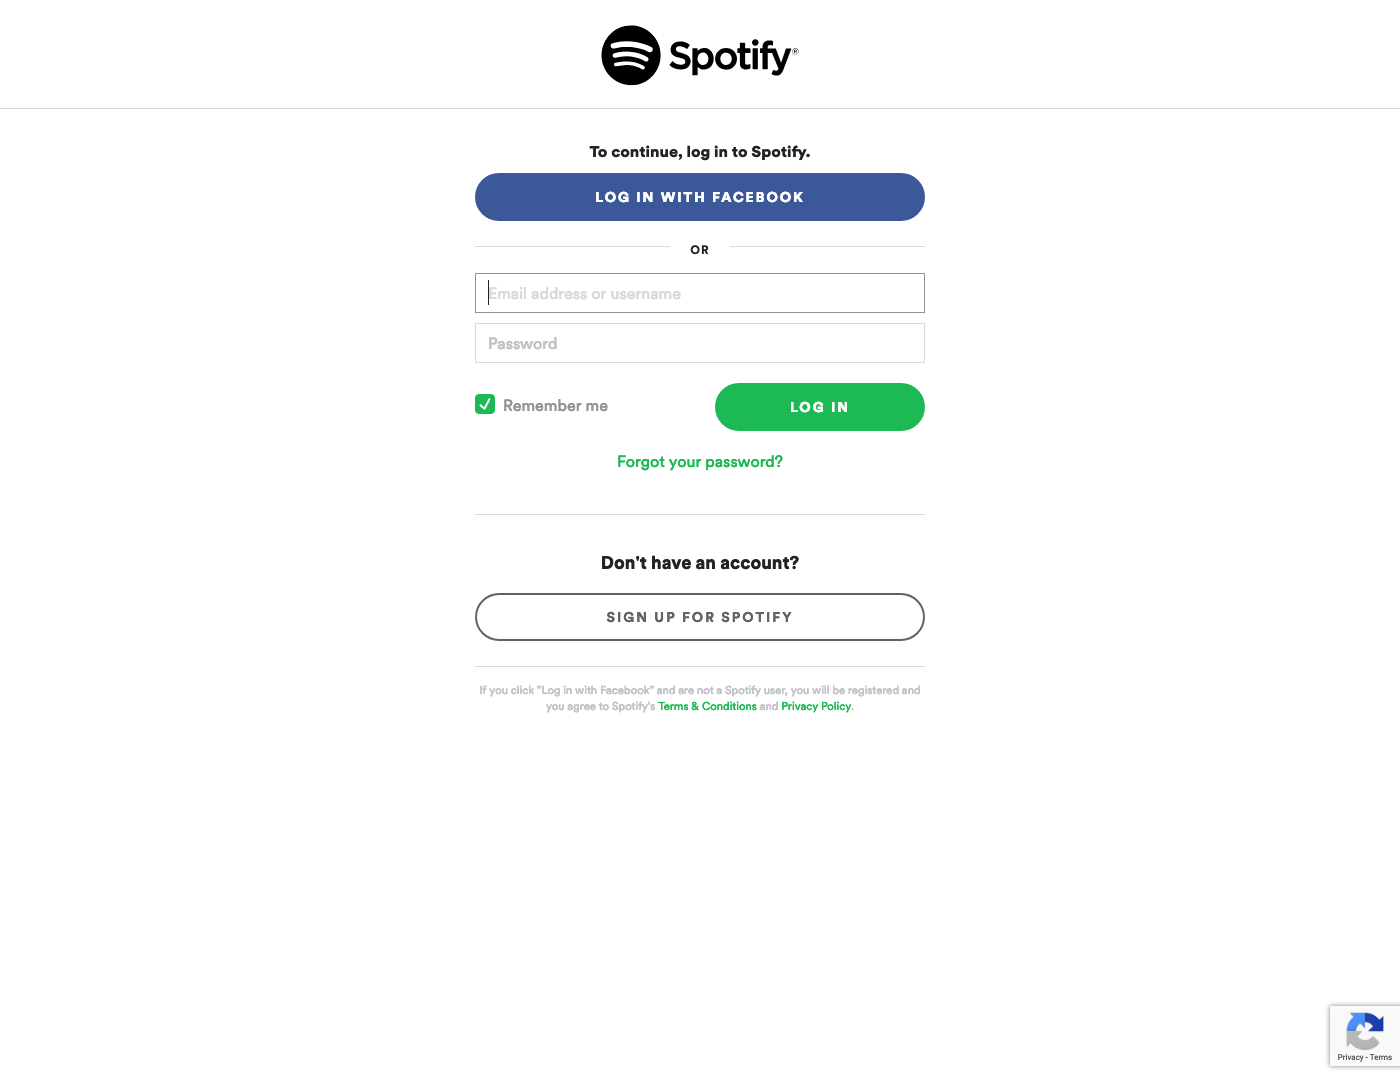 Spotify®
To continue, log in to Spotify.
LOG IN WITH FACEBOOK
OR
Email address or username
Password
Remember me
LOG IN
Forgot your password?
Don't have an account?
SIGN UP FOR SPOTIFY
If you click "Log in with Facebook" and are not a Spotify user, you will be registered and
you agree to Spotify's Terms & Conditions and Privacy Policy.
Privacy - Terms